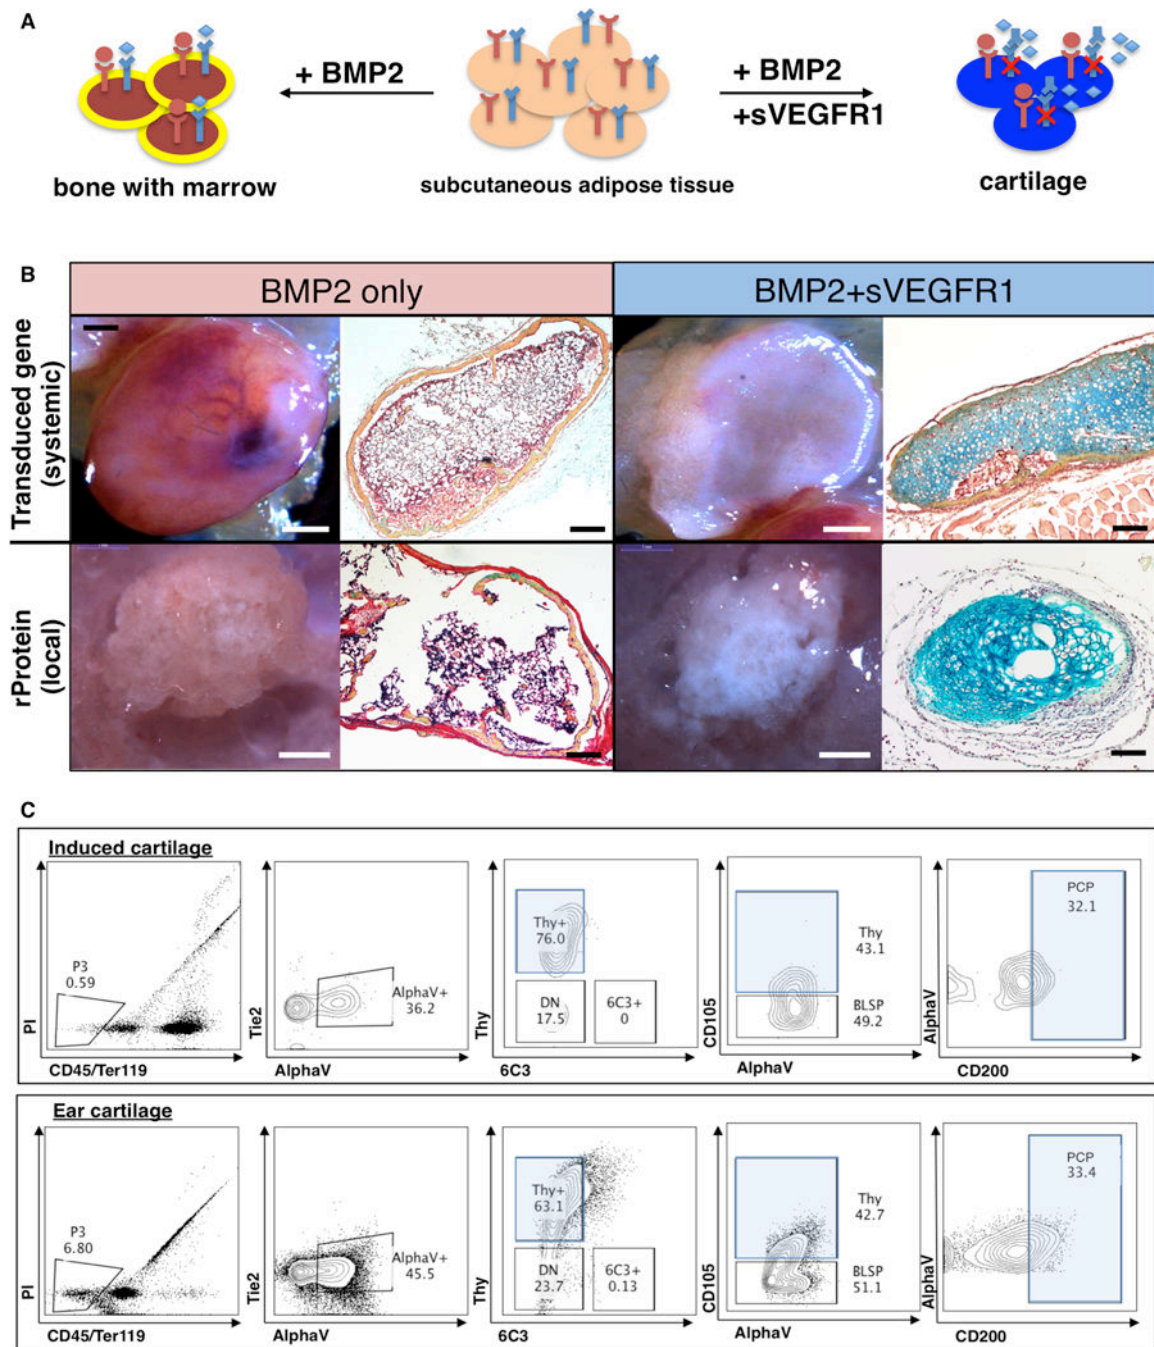 A
+ BMP2
+ BMP2
+sVEGFR1
bone with marrow
subcutaneous adipose tissue
cartilage
B
BMP2 only
BMP2+sVEGFR1
Transduced gene
(systemic)
rProtein
(local)
C
Induced cartilage
PI
P3
0.59
CD45/Ter119
Tie2
AlphaV+
36.2
AlphaV
Thy
Thy+
76.0
DN
17.5
6C3+
0
6C3
CD105
Thy
43.1
BLSP
49.2
AlphaV
AlphaV
PCP
32.1
CD200
Ear cartilage
PI
P3
6.80
CD45/Ter119
Tie2
AlphaV+
45.5
AlphaV
Thy
Thy+
63.1
DN
23.7
6C3+
0.13
6C3
CD105
Thy
42.7
BLSP
51.1
AlphaV
AlphaV
PCP
33.4
CD200